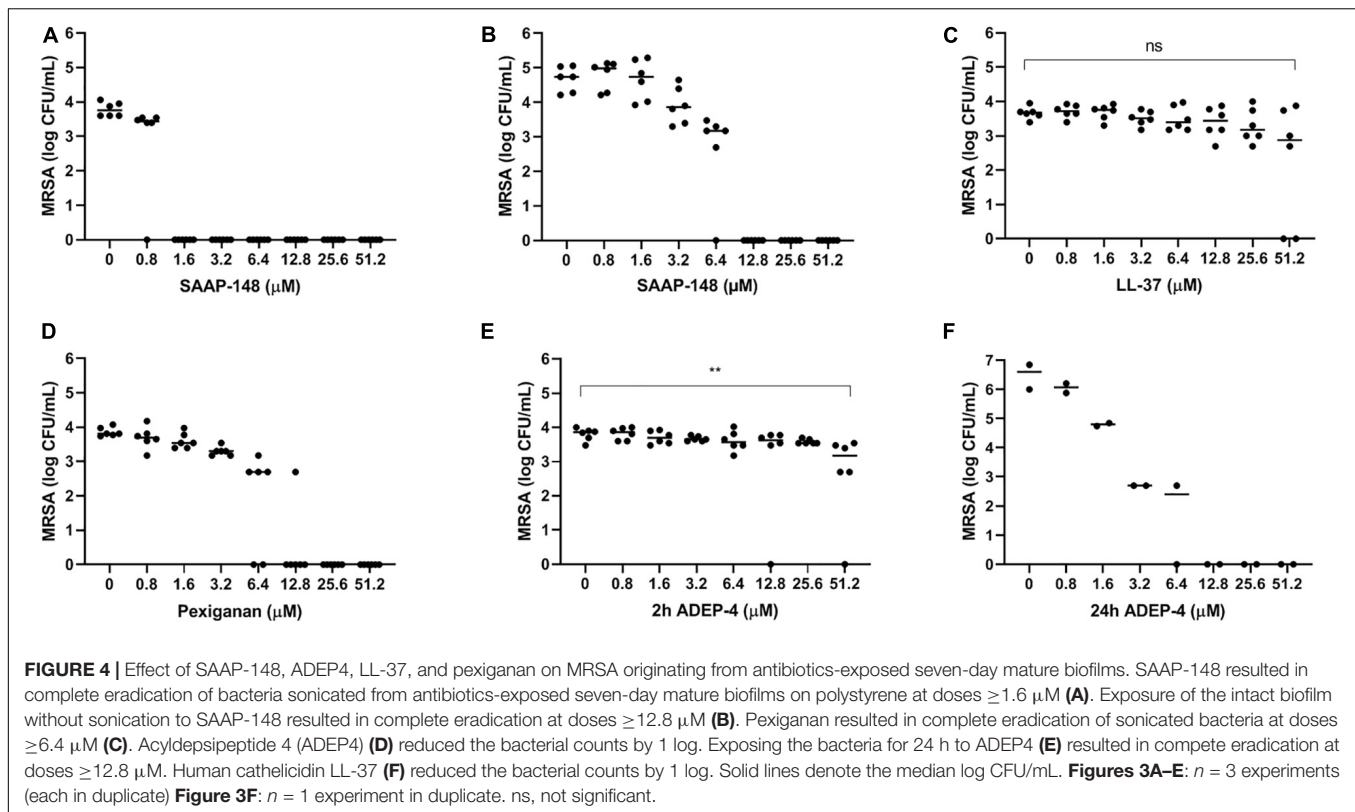 A
MRSA (log CFU/mL)
6
5
4
3
2
1
0
0 0.8 1.6 3.2 6.4 12.8 25.6 51.2
SAAP-148 (μM)
B
MRSA (log CFU/mL)
6
5
4
3
2
1
0
0 0.8 1.6 3.2 6.4 12.8 25.6 51.2
SAAP-148 (μM)
C
ns
MRSA (log CFU/mL)
6
5
4
3
2
1
0
0 0.8 1.6 3.2 6.4 12.8 25.6 51.2
LL-37 (μM)
D
MRSA (log CFU/mL)
6
5
4
3
2
1
0
0 0.8 1.6 3.2 6.4 12.8 25.6 51.2
Pexiganan (μM)
E
**
MRSA (log CFU/mL)
6
5
4
3
2
1
0
0 0.8 1.6 3.2 6.4 12.8 25.6 51.2
2h ADEP-4 (μM)
F
MRSA (log CFU/mL)
7
6
5
4
3
2
1
0
0 0.8 1.6 3.2 6.4 12.8 25.6 51.2
24h ADEP-4 (μM)
FIGURE 4 | Effect of SAAP-148, ADEP4, LL-37, and pexiganan on MRSA originating from antibiotics-exposed seven-day mature biofilms. SAAP-148 resulted in
complete eradication of bacteria sonicated from antibiotics-exposed seven-day mature biofilms on polystyrene at doses ≥1.6 μM (A). Exposure of the intact biofilm
without sonication to SAAP-148 resulted in complete eradication at doses ≥12.8 μM (B). Pexiganan resulted in complete eradication of sonicated bacteria at doses
≥6.4 μM (C). Acyldepsipeptide 4 (ADEP4) (D) reduced the bacterial counts by 1 log. Exposing the bacteria for 24 h to ADEP4 (E) resulted in compete eradication at
doses ≥12.8 μM. Human cathelicidin LL-37 (F) reduced the bacterial counts by 1 log. Solid lines denote the median log CFU/mL. Figures 3A–E: n = 3 experiments
(each in duplicate) Figure 3F: n = 1 experiment in duplicate. ns, not significant.